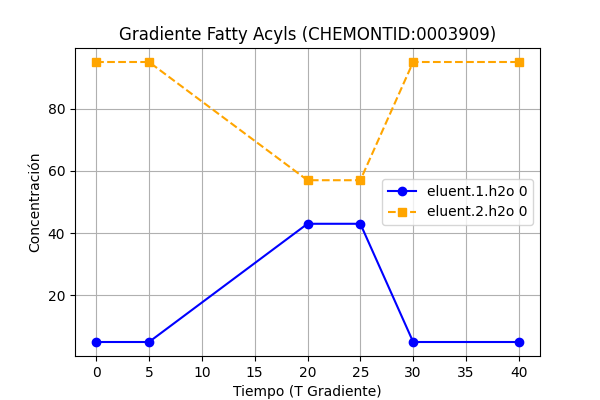 Gradiente Fatty Acyls (CHEMONTID:0003909)
Concentración
80
60
40
20
eluent.1.h2o 0
eluent.2.h2o 0
0 5 10 15 20 25 30 35 40
Tiempo (T Gradiente)